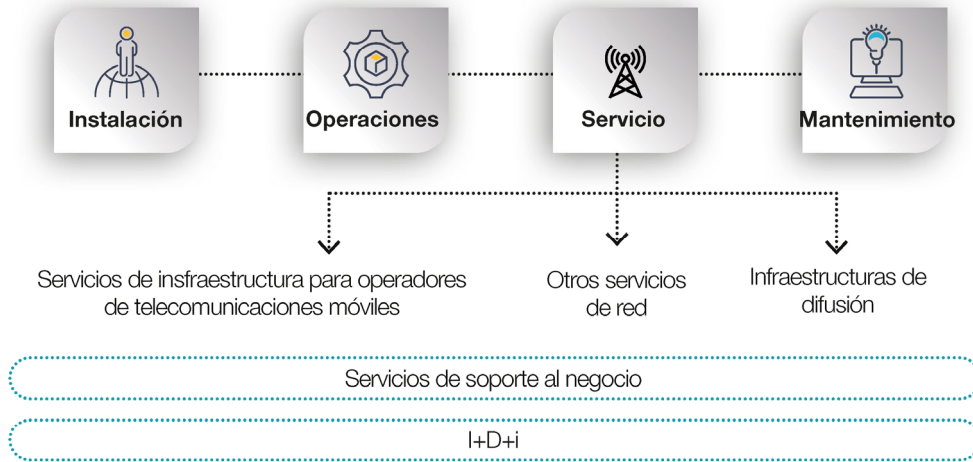 Instalación
Operaciones
Servicio
Mantenimiento
Servicios de insfraestructura para operadores
de telecomunicaciones móviles
Otros servicios
de red
Infraestructuras de
difusión
Servicios de soporte al negocio
I+D+i